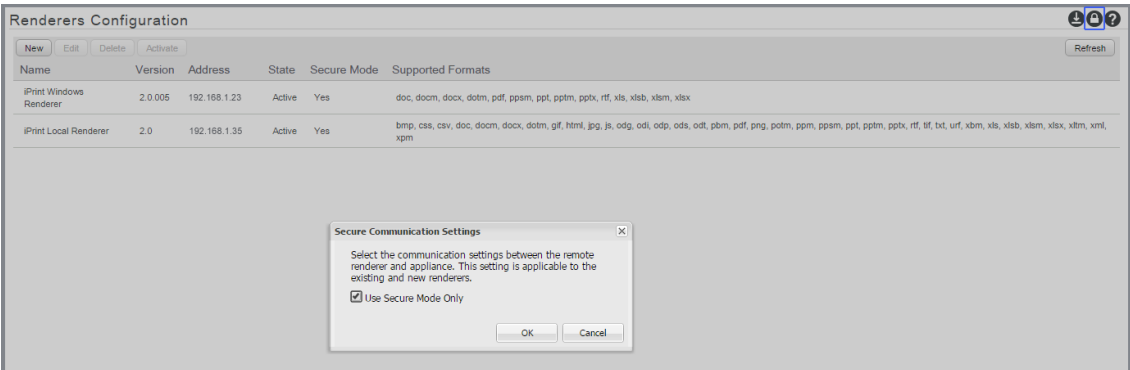 Renderers Configuration
New Edit Delete Activate Refresh
Name Version Address State Secure Mode Supported Formats
iPrint Windows
Renderer 2.0.005 192.168.1.23 Active Yes doc, docm, docx, dotm, pdf, ppsm, ppt, pptm, pptx, rtf, xls, xlsb, xlsm, xlsx
iPrint Local Renderer 2.0 192.168.1.35 Active Yes bmp, css, csv, doc, docm, docx, dotm, gif, html, jpg, js, odg, odi, odp, ods, odt, pbm, pdf, png, potm, ppm, ppsm, ppt, pptm, pptx, rtf, tif, txt, urf, xbm, xls, xlsb, xlsm, xlsx, xltm, xml,
xpm
Secure Communication Settings
Select the communication settings between the remote
renderer and appliance. This setting is applicable to the
existing and new renderers.
Use Secure Mode Only
OK Cancel